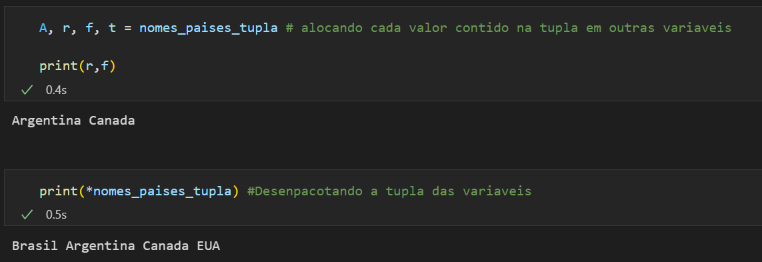 A, r, f, t = nomes_paises_tupla # alocando cada valor contido na tupla em outras variaveis
print(r,f)
✓ 0.4s
Argentina Canada
print(*nomes_paises_tupla) #Desenpacotando a tupla das variaveis
✓ 0.5s
Brasil Argentina Canada EUA